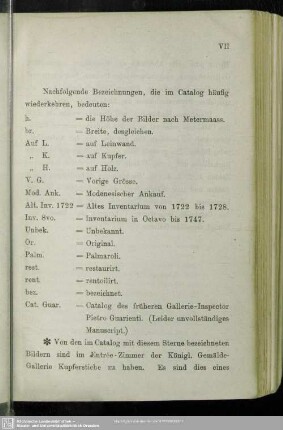 VII
Nachfolgende Bezeichnungen, die im Catalog häufig
wiederkehren, bedeuten:
h. = die Höhe der Bilder nach Metermaass.
br. = Breite, desgleichen.
Auf L. = auf Leinwand.
„ K. = auf Kupfer.
„ H. = auf Holz.
V. G. = Vorige Grösse.
Mod. Ank. = Modenesischer Ankauf.
Alt. Inv. 1722 = Altes Inventarium von 1722 bis 1728.
Inv. 8vo. = Inventarium in Octavo bis 1747.
Unbek. = Unbekannt.
Or. = Original.
Palm. = Palmaroli.
rest. = restaurirt.
rent. = rentoilirt.
bez. = bezeichnet.
Cat. Guar. = Catalog des früheren Gallerie-Inspector
Pietro Guarienti. (Leider unvollständiges
Manuscript.)
✻ Von den im Catalog mit diesem Sterne bezeichneten
Bildern sind im Entrée-Zimmer der Königl. Gemälde-
Gallerie Kupferstiche zu haben. Es sind dies eines